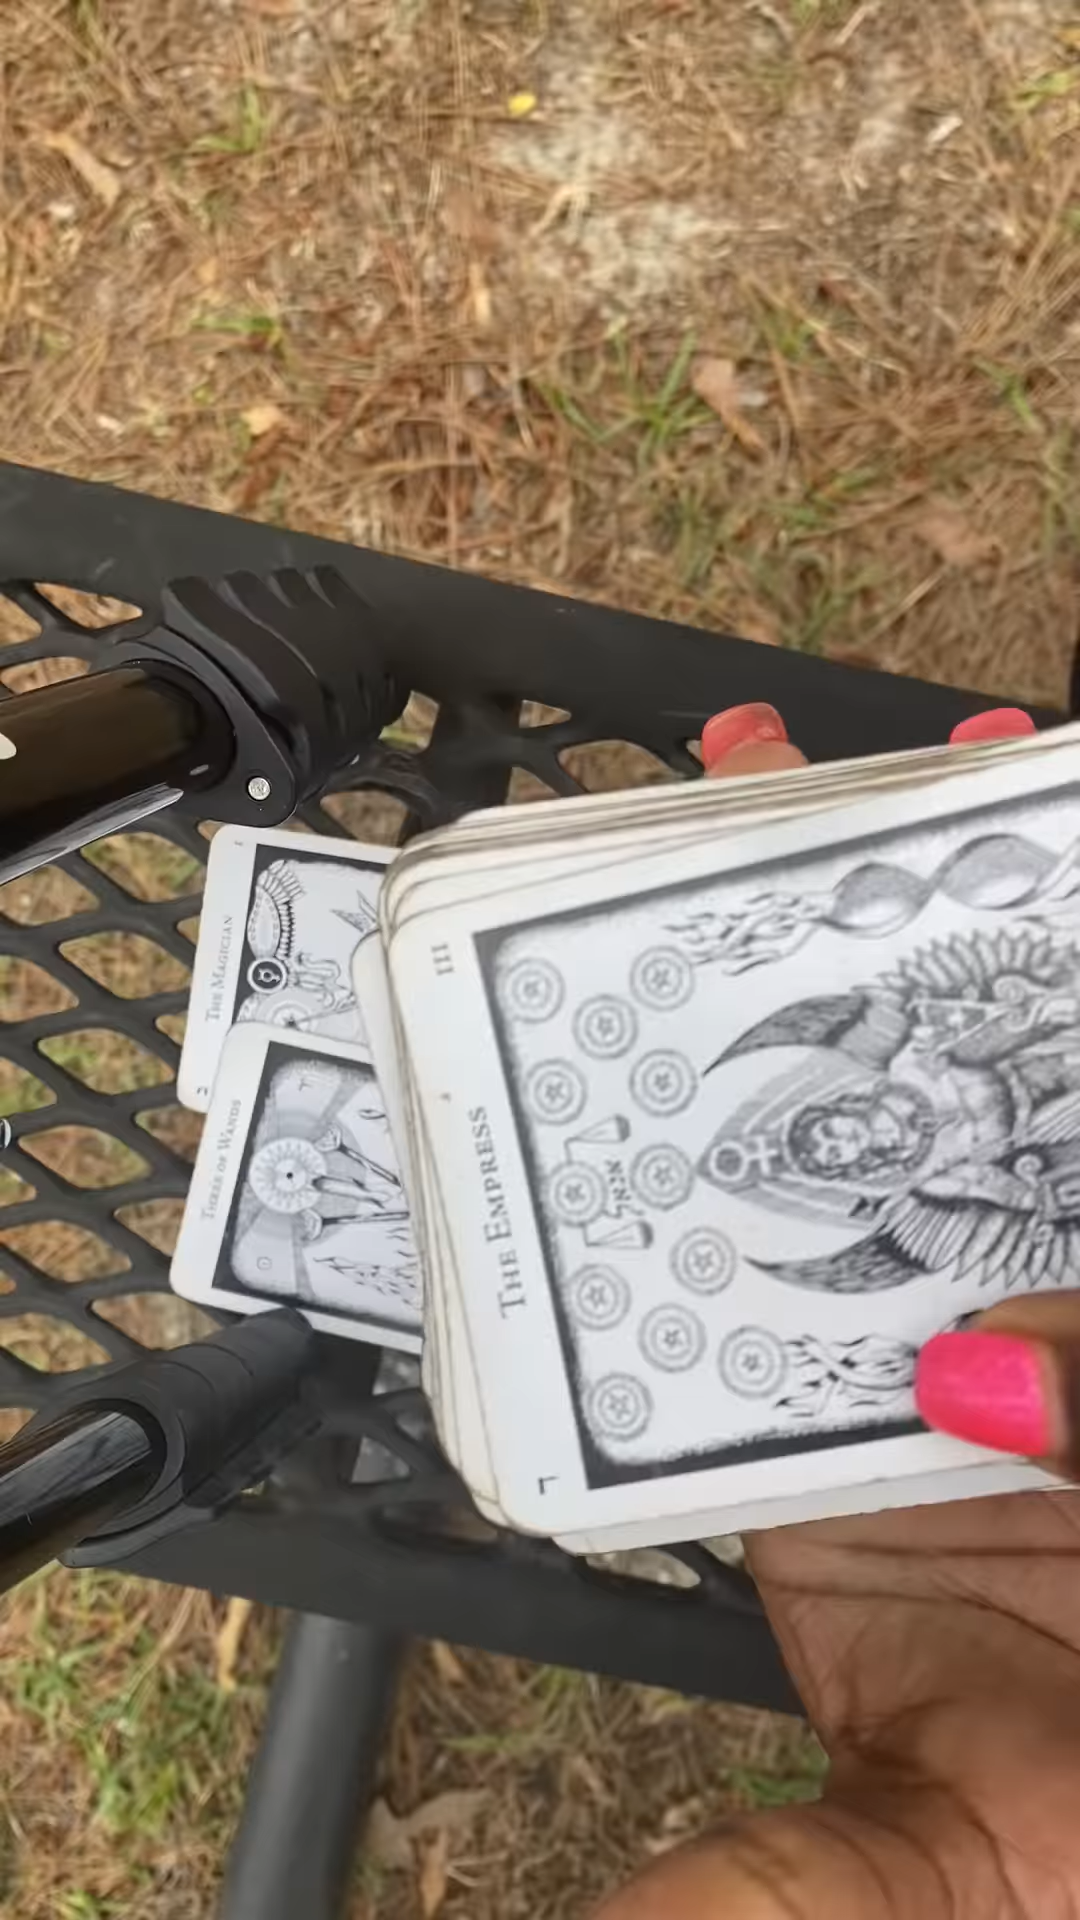 I
THE MAGICIAN
THREE OF WANDS
III
THE EMPRESS